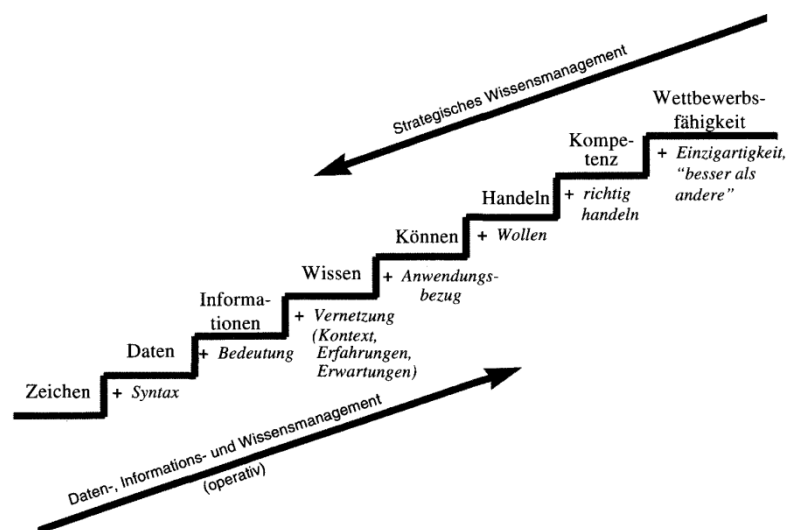 Strategisches Wissensmanagement
Wettbewerbs-
fähigkeit
+ Einzigartigkeit,
“besser als
andere”
Kompe-
tenz
+ richtig
handeln
Handeln
+ Wollen
Können
+ Anwendungs-
bezug
Wissen
+ Vernetzung
(Kontext,
Erfahrungen,
Erwartungen)
Informa-
tionen
+ Bedeutung
Daten
+ Syntax
Zeichen
Daten-, Informations- und Wissensmanagement
(operativ)